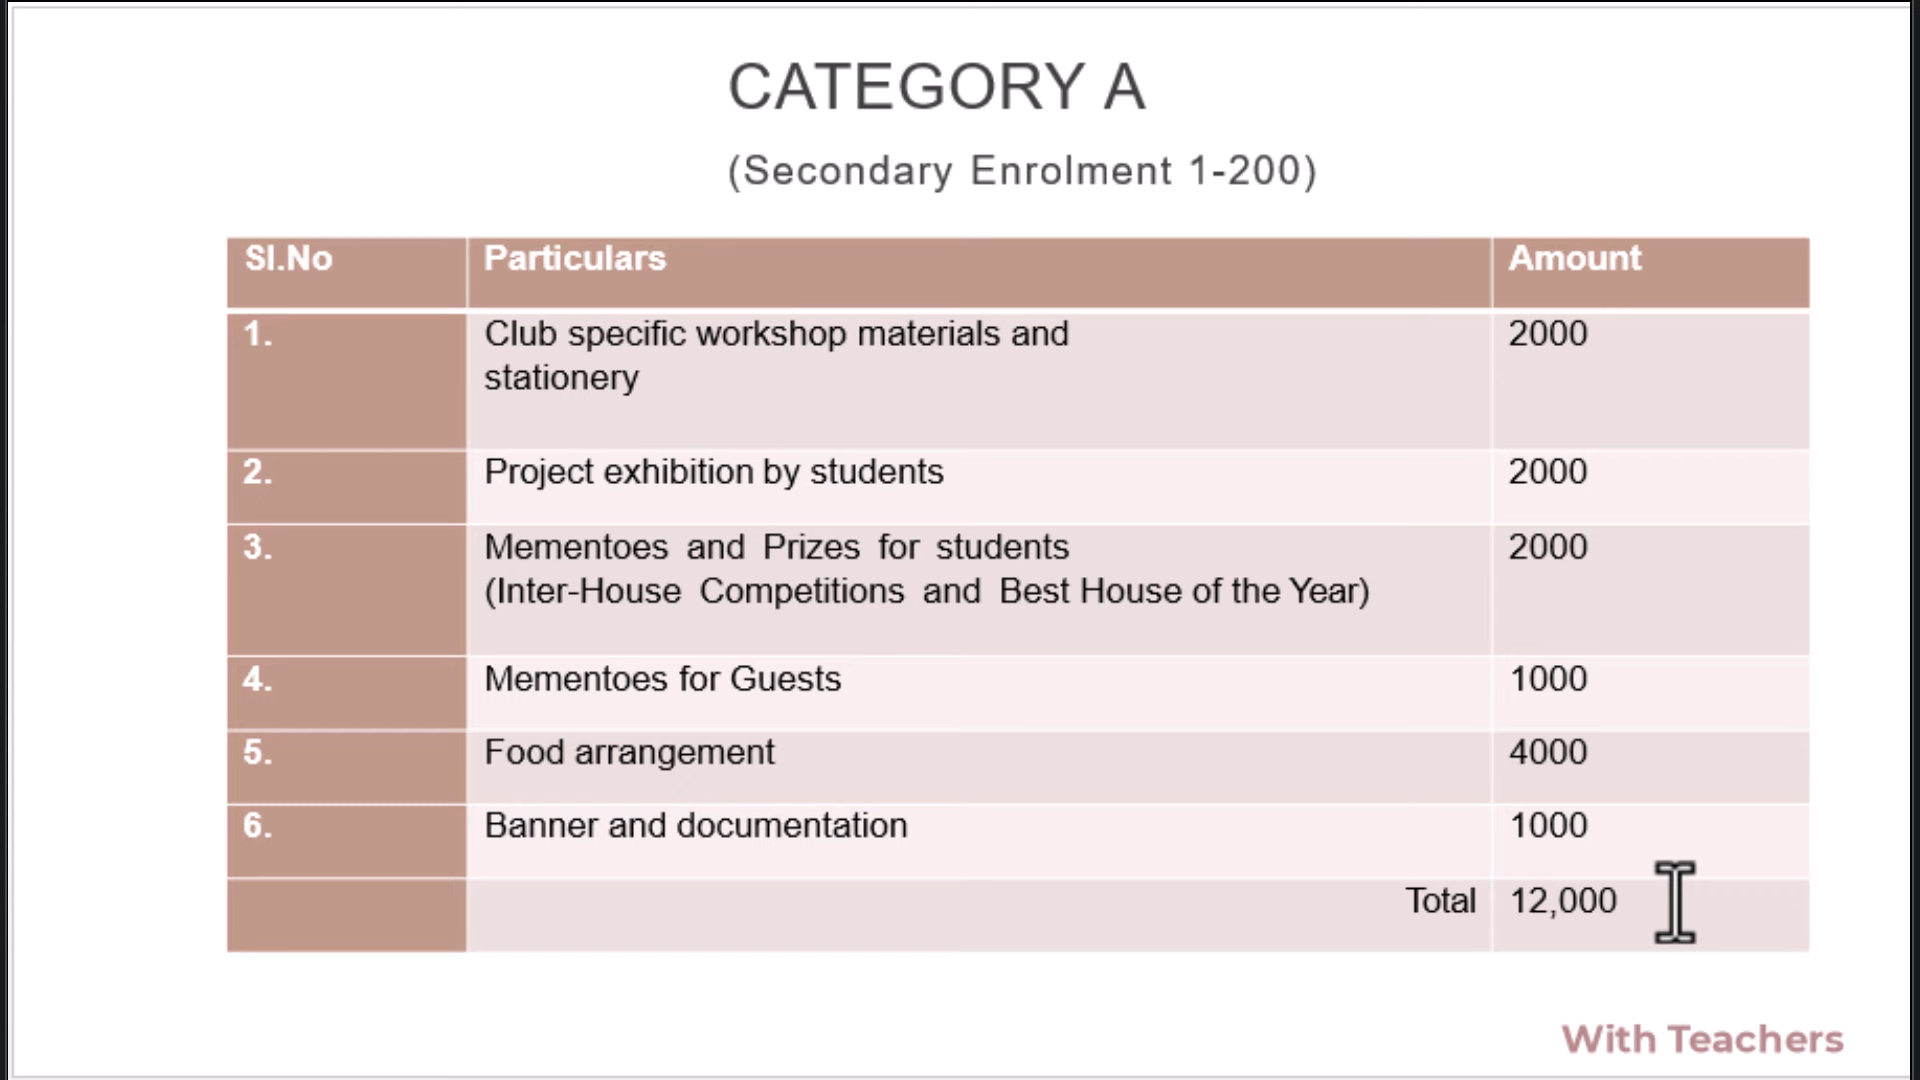 CATEGORY A
(Secondary Enrolment 1-200)
Sl.No Particulars Amount
1. Club specific workshop materials and 2000
stationery
2. Project exhibition by students 2000
3. Mementoes and Prizes for students 2000
(Inter-House Competitions and Best House of the Year)
4. Mementoes for Guests 1000
5. Food arrangement 4000
6. Banner and documentation 1000
Total 12,000
With Teachers